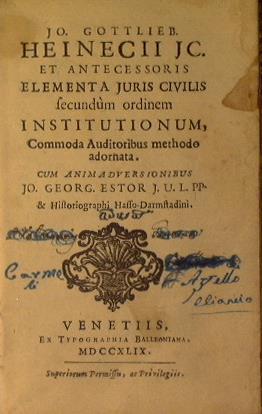 JO. GOTTLIEB.
HEINECII JC.
ET ANTECESSORIS
ELEMENTA JURIS CIVILIS
secundùm ordinem
INSTITUTIONUM,
Commoda Auditoribus methodo
adornata.
CUM ANIMADVERSIONIBUS
JO. GEORG. ESTOR J. U. L. PP.
& Historiographi Hasso-Darmstadini.
VENETIIS,
EX TYPOGRAPHIA BALLEONIANA,
MDCCXLIX.
Superiorum Permissu, ac Privilegiis.